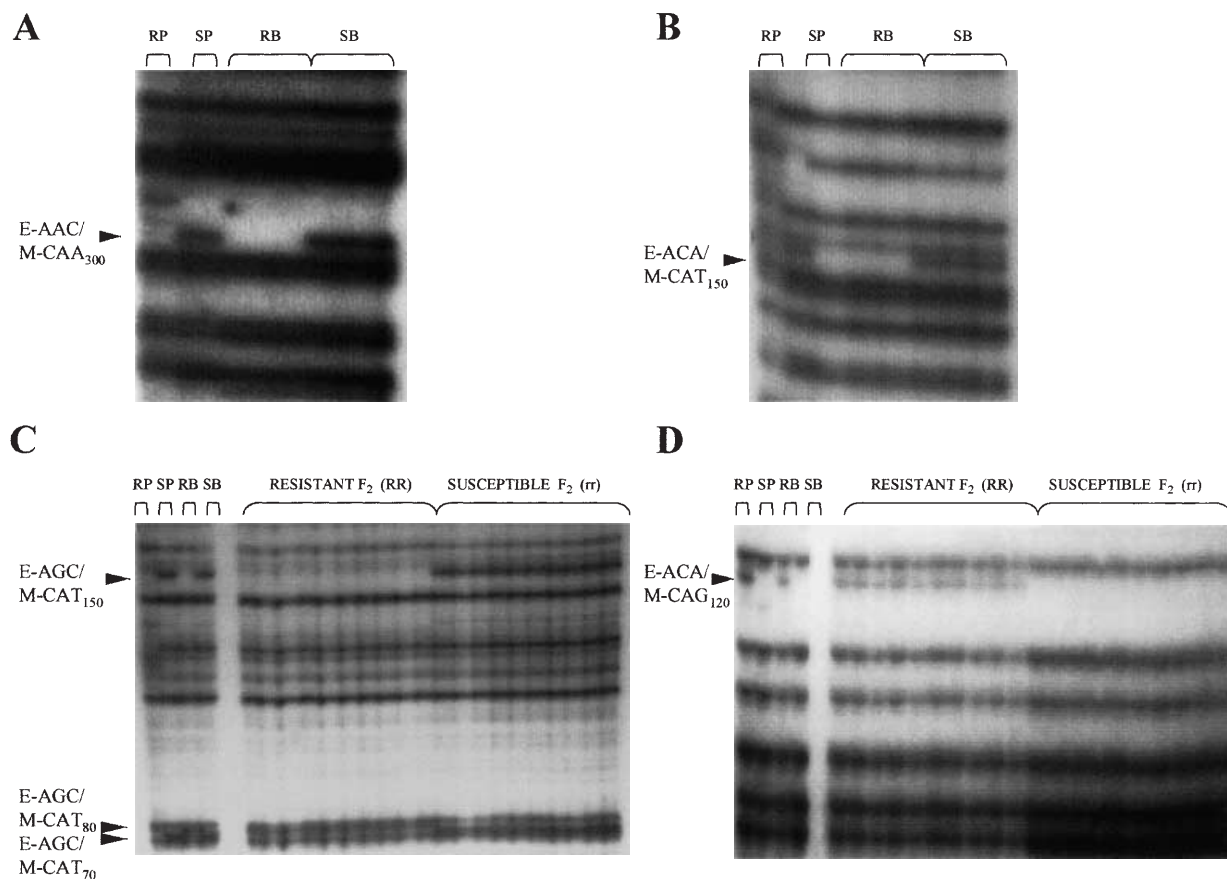 A
RP SP RB SB
E-AAC/
M-CAA300
B
RP SP RB SB
E-ACA/
M-CAT150
C
RP SP RB SB RESISTANT F2 (RR) SUSCEPTIBLE F2 (rr)
E-AGC/
M-CAT150
E-AGC/
M-CAT80
E-AGC/
M-CAT70
D
RP SP RB SB RESISTANT F2 (RR) SUSCEPTIBLE F2 (rr)
E-ACA/
M-CAG120